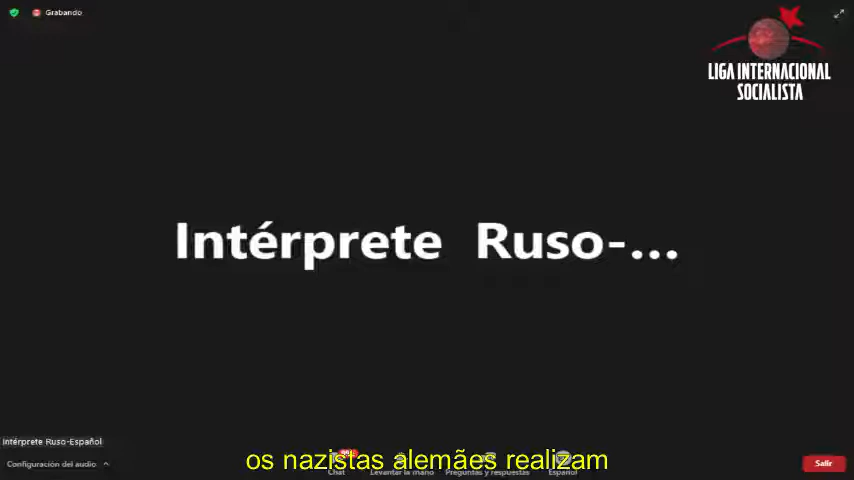 Grabando
LIGA INTERNACIONAL
SOCIALISTA
Intérprete Ruso-...
Intérprete Ruso-Español
Configuración del audio
os nazistas alemães realizam
Chat
Levantar la mano
Preguntas y respuestas
Español
Salir